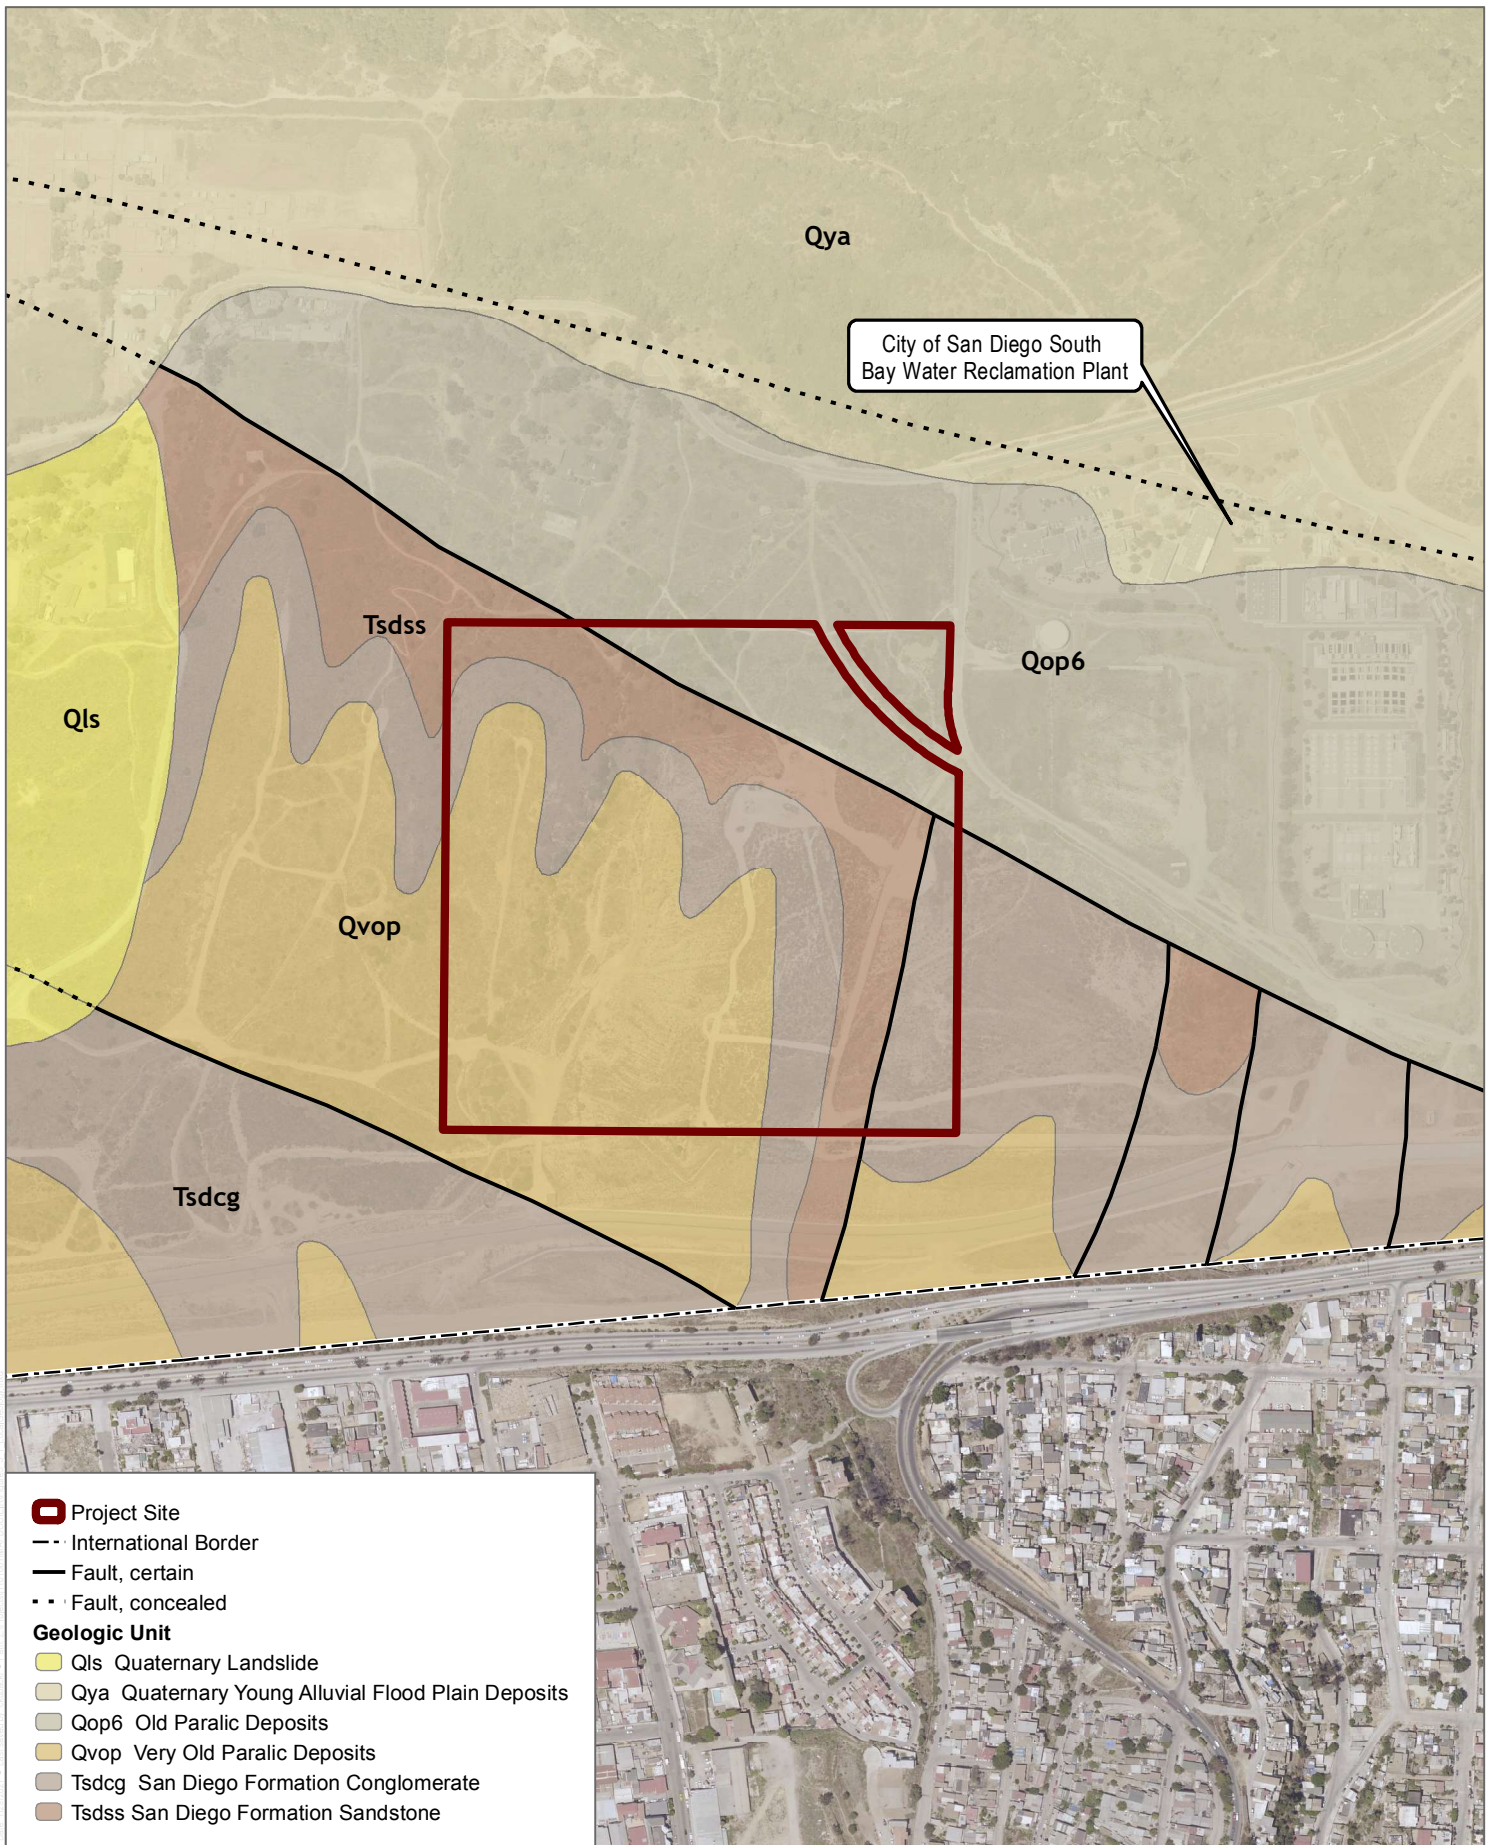 Qya
City of San Diego South
Bay Water Reclamation Plant
Tsdss
Qop6
Qls
Qvop
Tsdcg
Project Site
International Border
Fault, certain
Fault, concealed
Geologic Unit
Qls Quaternary Landslide
Qya Quaternary Young Alluvial Flood Plain Deposits
Qop6 Old Paralic Deposits
Qvop Very Old Paralic Deposits
Tsdcg San Diego Formation Conglomerate
Tsdss San Diego Formation Sandstone